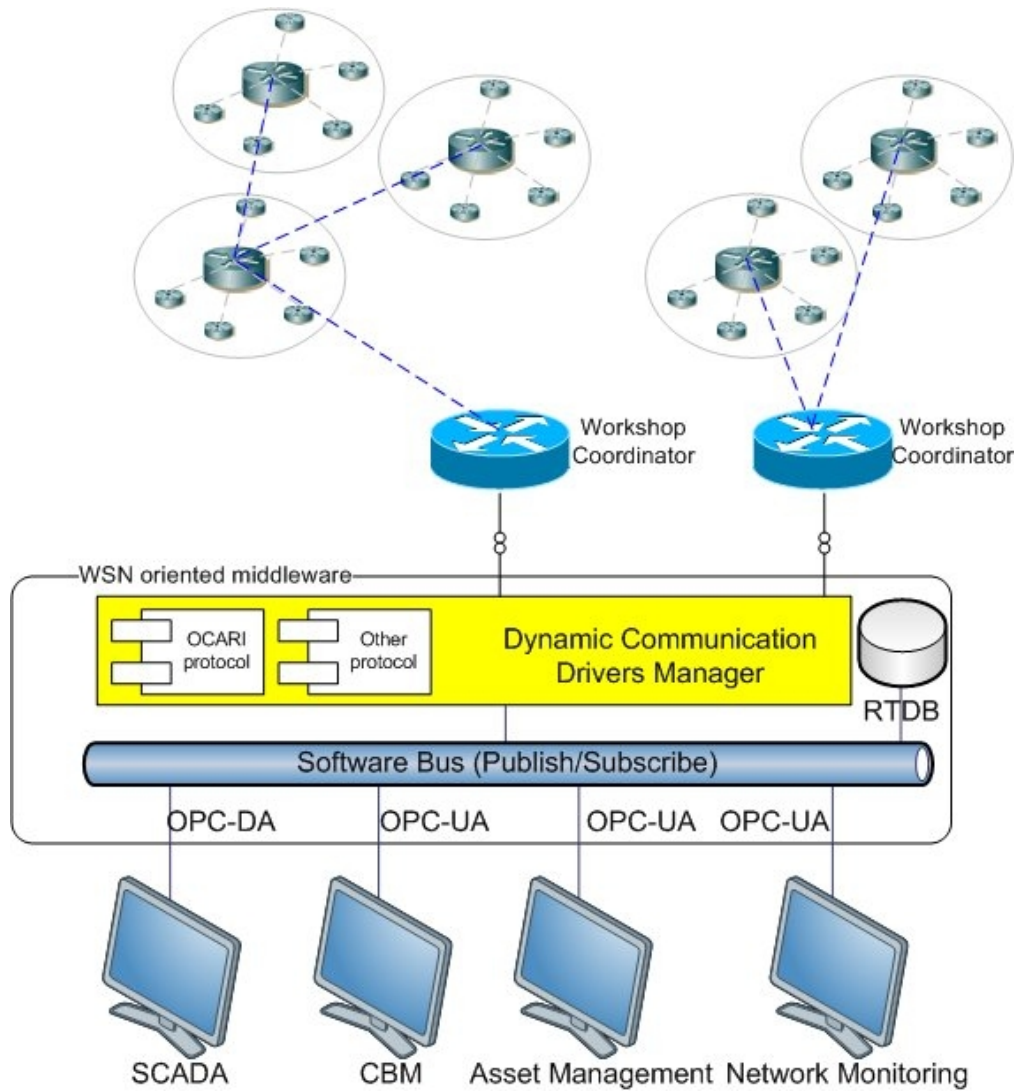 Workshop
Coordinator
Workshop
Coordinator
WSN oriented middleware
OCARI
protocol
Other
protocol
Dynamic Communication
Drivers Manager
RTDB
Software Bus (Publish/Subscribe)
OPC-DA
OPC-UA
OPC-UA
OPC-UA
SCADA
CBM
Asset Management
Network Monitoring